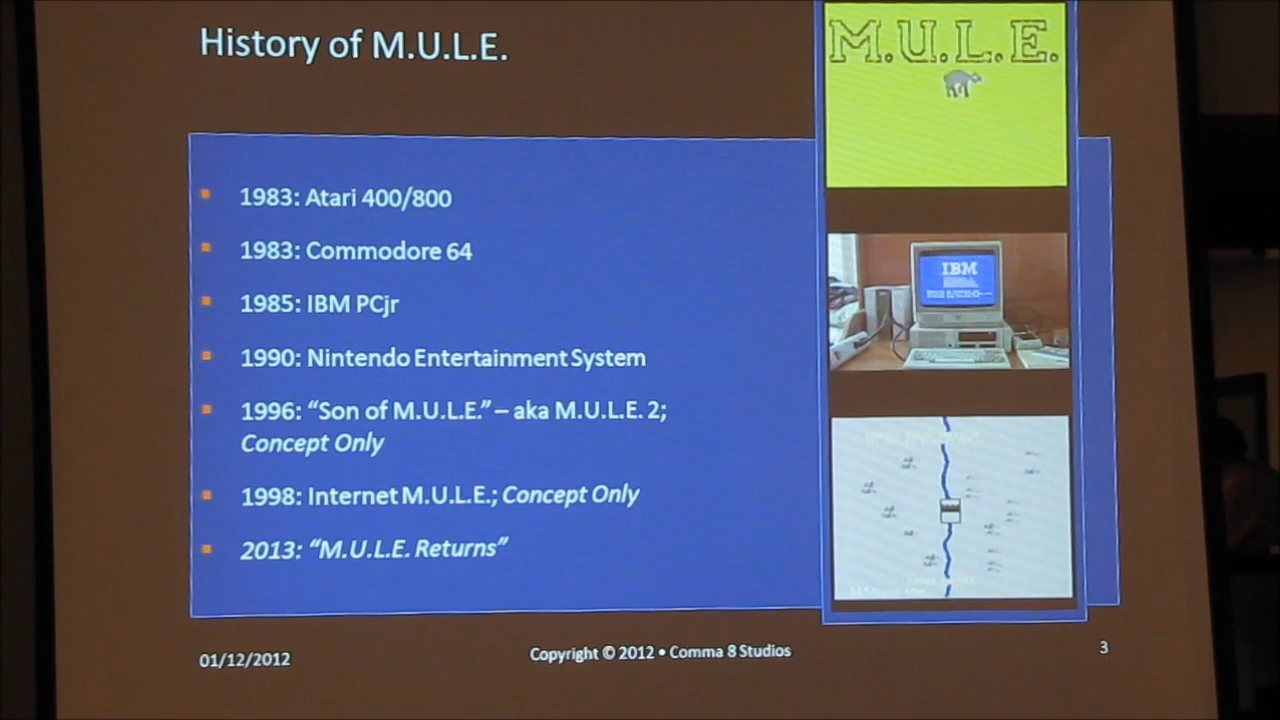 History of M.U.L.E.
M.U.L.E.
1983: Atari 400/800
1983: Commodore 64
1985: IBM PCjr
1990: Nintendo Entertainment System
1996: “Son of M.U.L.E.” – aka M.U.L.E. 2;
Concept Only
1998: Internet M.U.L.E.; Concept Only
2013: “M.U.L.E. Returns”
IBM
01/12/2012
Copyright © 2012 • Comma 8 Studios
3